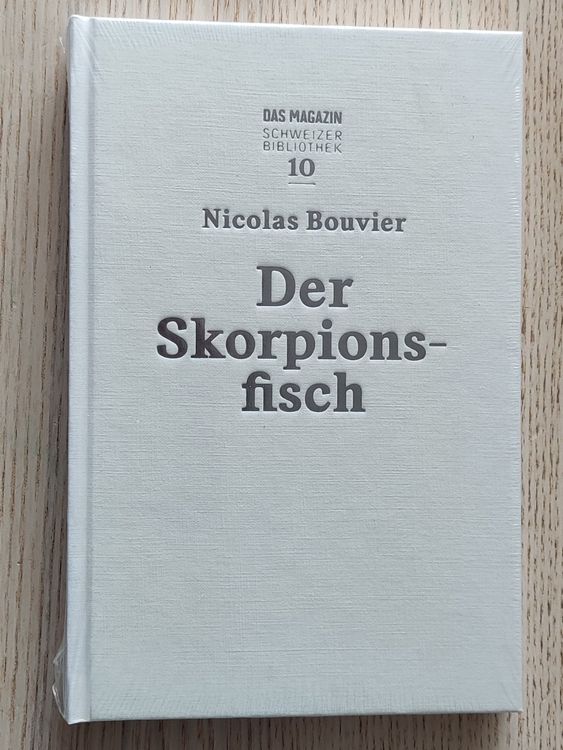 DAS MAGAZIN
SCHWEIZER
BIBLIOTHEK
10
Nicolas Bouvier
Der
Skorpions-
fisch